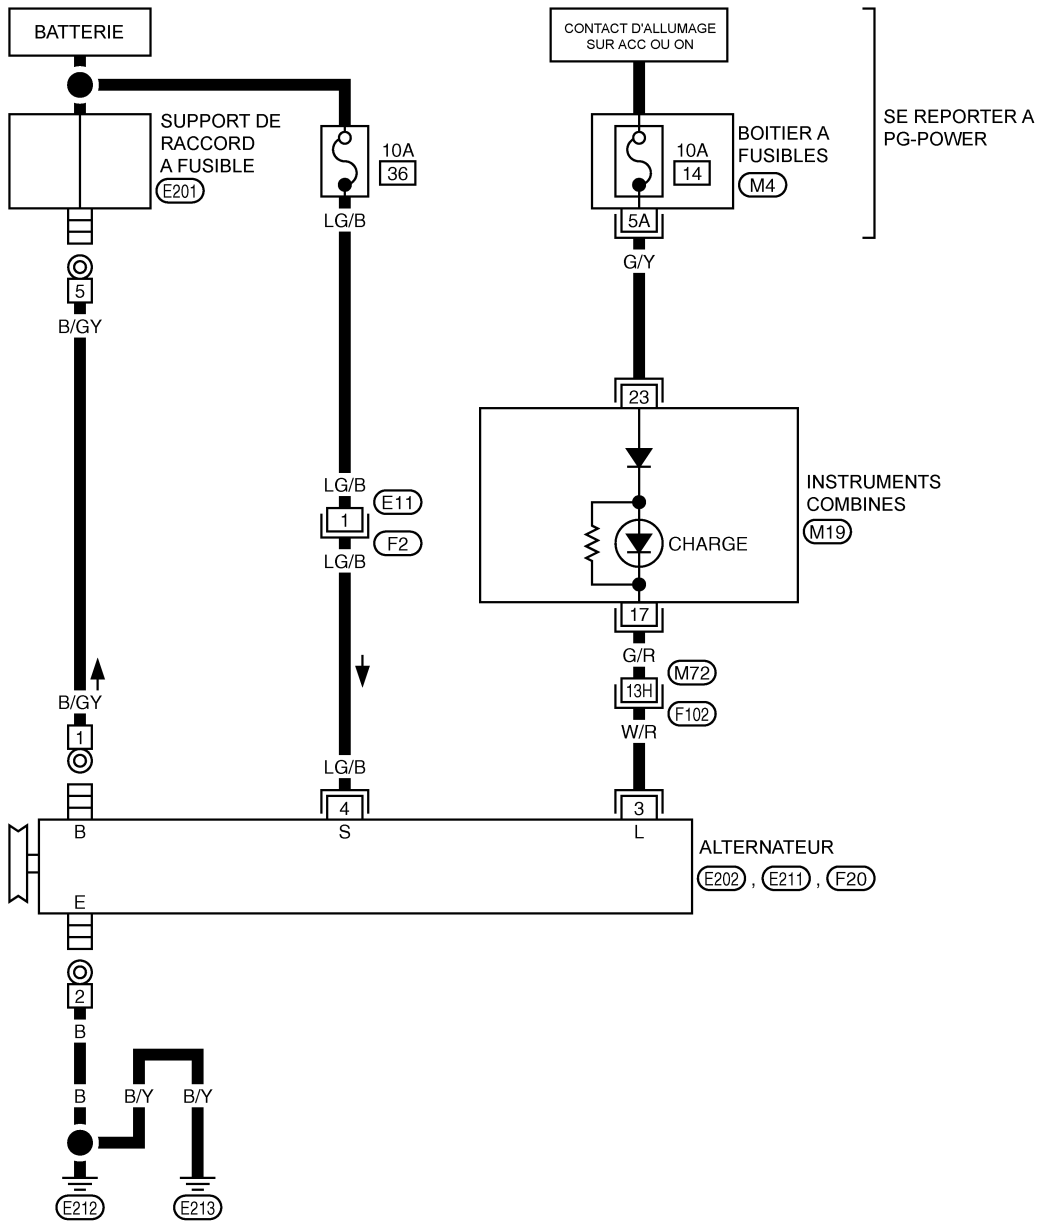 BATTERIE
CONTACT D'ALLUMAGE
SUR ACC OU ON
SE REPORTER A
PG-POWER
SUPPORT DE
RACCORD
A FUSIBLE
E201
10A
36
BOITIER A
FUSIBLES
M4
10A
14
5A
LG/B
G/Y
5
B/GY
23
INSTRUMENTS
COMBINES
M19
CHARGE
LG/B
E11
1
F2
LG/B
17
G/R
M72
13H
F102
W/R
B/GY
1
LG/B
4
3
B
S
L
ALTERNATEUR
E202 , E211 , F20
E
2
B
B
B/Y
B/Y
E212
E213